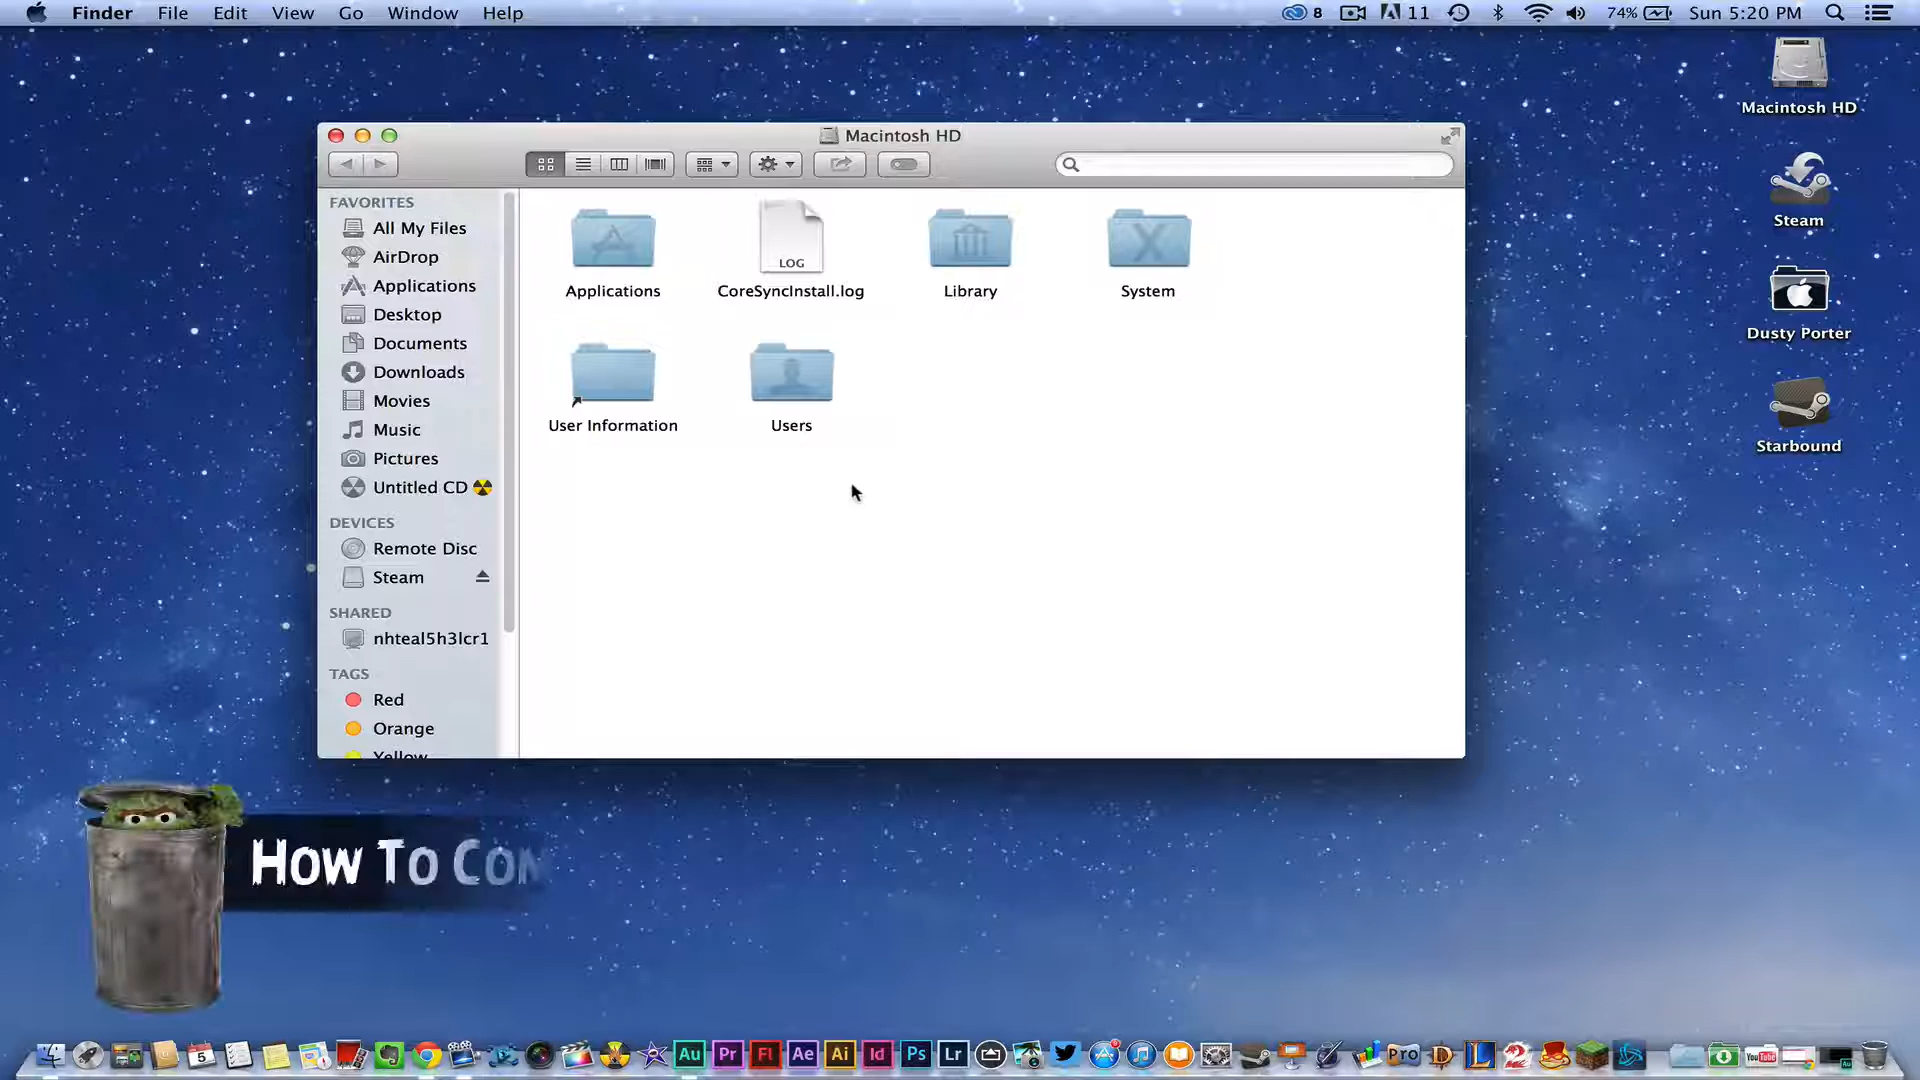 Finder File Edit View Go Window Help
8 11 74% Sun 5:20 PM
Macintosh HD
FAVORITES
All My Files
AirDrop
Applications
Desktop
Documents
Downloads
Movies
Music
Pictures
Untitled CD
DEVICES
Remote Disc
Steam
SHARED
nhteal5h3lcr1
TAGS
Red
Orange
Yellow
LOG
Applications CoreSyncInstall.log Library System
User Information Users
Macintosh HD
Steam
Dusty Porter
Starbound
How To Con
5 Au Pr Fl Ae Ai Id Ps Lr Pro YouTube